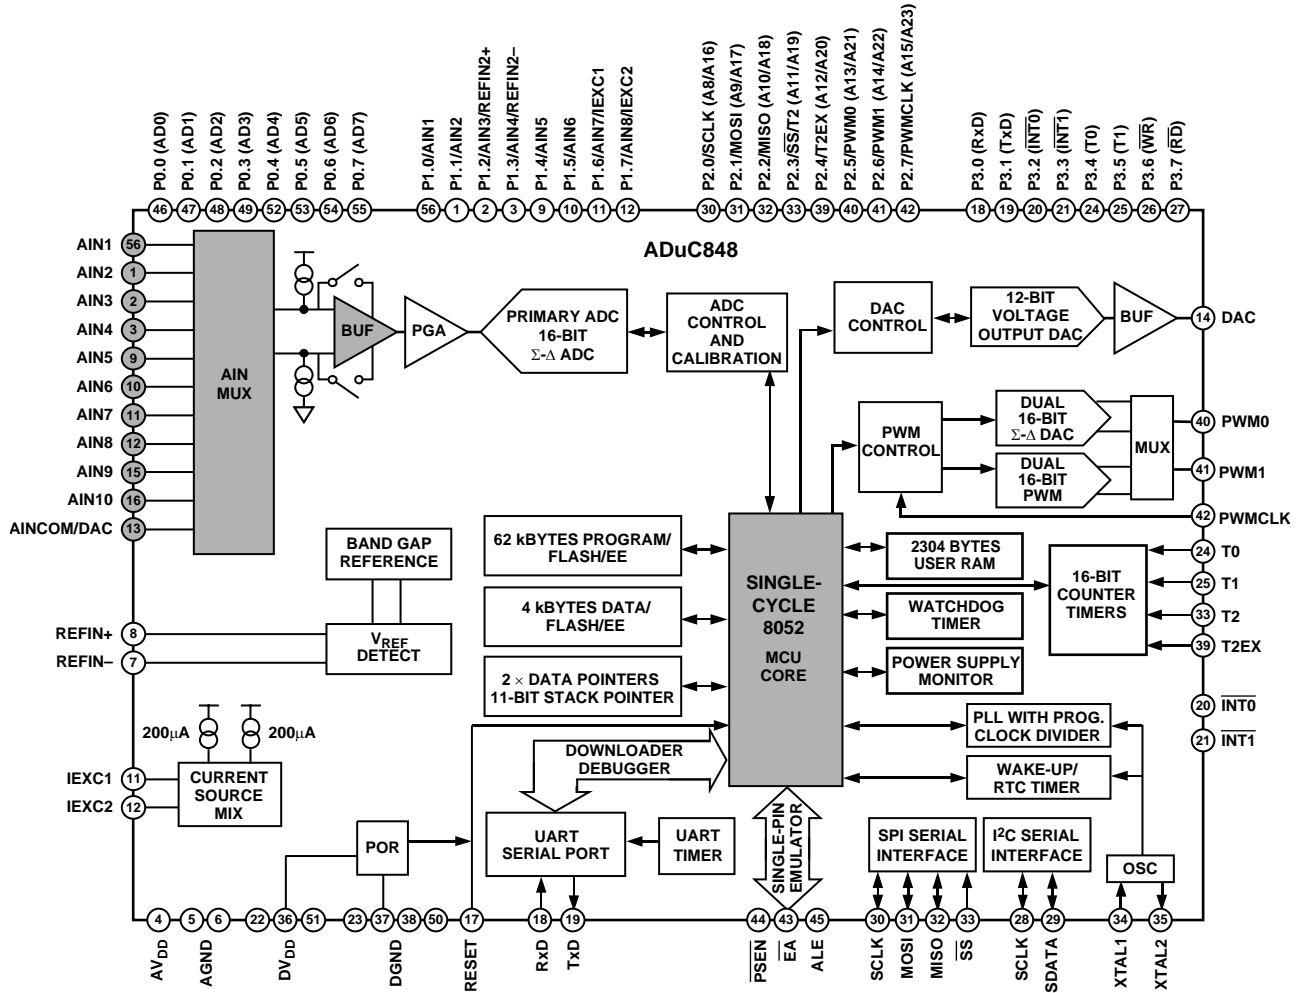 P0.0 (AD0)
P0.1 (AD1)
P0.2 (AD2)
P0.3 (AD3)
P0.4 (AD4)
P0.5 (AD5)
P0.6 (AD6)
P0.7 (AD7)
P1.0/AIN1
P1.1/AIN2
P1.2/AIN3/REFIN2+
P1.3/AIN4/REFIN2–
P1.4/AIN5
P1.5/AIN6
P1.6/AIN7/IEXC1
P1.7/AIN8/IEXC2
P2.0/SCLK (A8/A16)
P2.1/MOSI (A9/A17)
P2.2/MISO (A10/A18)
P2.3/SS/T2 (A11/A19)
P2.4/T2EX (A12/A20)
P2.5/PWM0 (A13/A21)
P2.6/PWM1 (A14/A22)
P2.7/PWMCLK (A15/A23)
P3.0 (RxD)
P3.1 (TxD)
P3.2 (INT0)
P3.3 (INT1)
P3.4 (T0)
P3.5 (T1)
P3.6 (WR)
P3.7 (RD)
46 47 48 49 52 53 54 55 56 1 2 3 9 10 11 12 30 31 32 33 39 40 41 42 18 19 20 21 24 25 26 27
ADuC848
AIN1 56
AIN2 1
AIN3 2
AIN4 3
AIN5 9
AIN6 10
AIN7 11
AIN8 12
AIN9 15
AIN10 16
AINCOM/DAC 13
AIN
MUX
BUF
PGA
PRIMARY ADC
16-BIT
Σ-Δ ADC
ADC
CONTROL
AND
CALIBRATION
DAC
CONTROL
12-BIT
VOLTAGE
OUTPUT DAC
BUF
14 DAC
PWM
CONTROL
DUAL
16-BIT
Σ-Δ DAC
DUAL
16-BIT
PWM
MUX
40 PWM0
41 PWM1
42 PWMCLK
BAND GAP
REFERENCE
VREF
DETECT
REFIN+ 8
REFIN– 7
62 kBYTES PROGRAM/
FLASH/EE
4 kBYTES DATA/
FLASH/EE
2 × DATA POINTERS
11-BIT STACK POINTER
SINGLE-
CYCLE
8052
MCU
CORE
2304 BYTES
USER RAM
WATCHDOG
TIMER
POWER SUPPLY
MONITOR
16-BIT
COUNTER
TIMERS
24 T0
25 T1
33 T2
39 T2EX
20 INT0
21 INT1
PLL WITH PROG.
CLOCK DIVIDER
WAKE-UP/
RTC TIMER
200μA
200μA
IEXC1 11
IEXC2 12
CURRENT
SOURCE
MIX
DOWNLOADER
DEBUGGER
POR
UART
SERIAL PORT
UART
TIMER
SINGLE-PIN
EMULATOR
SPI SERIAL
INTERFACE
I2C SERIAL
INTERFACE
OSC
4 5 6 22 36 51 23 37 38 50 17 18 19 44 43 45 30 31 32 33 28 29 34 35
AVDD
AGND
DVDD
DGND
RESET
RxD
TxD
PSEN
EA
ALE
SCLK
MOSI
MISO
SS
SCLK
SDATA
XTAL1
XTAL2